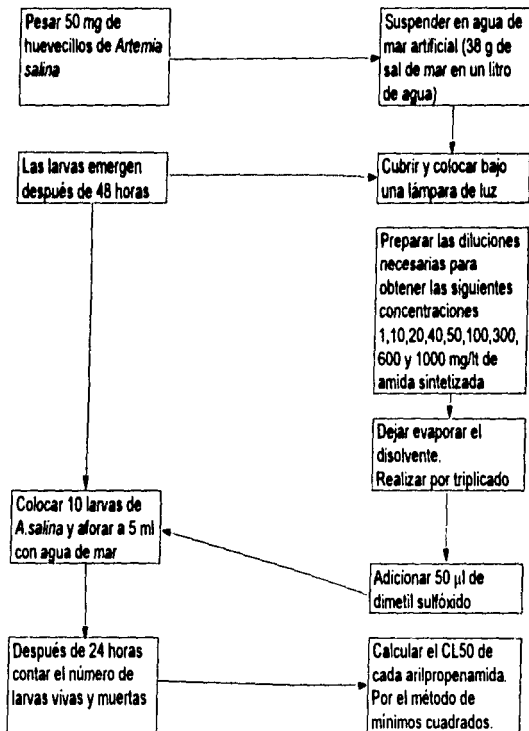 Pesar 50 mg de
huevecillos de Artemia
salina
Suspender en agua de
mar artificial (38 g de
sal de mar en un litro
de agua)
Las larvas emergen
después de 48 horas
Cubrir y colocar bajo
una lámpara de luz
Preparar las diluciones
necesarias para
obtener las siguientes
concentraciones
1,10,20,40,50,100,300,
600 y 1000 mg/lt de
amida sintetizada
Dejar evaporar el
disolvente.
Realizar por triplicado
Colocar 10 larvas de
A.salina y aforar a 5 ml
con agua de mar
Adicionar 50 µl de
dimetil sulfóxido
Después de 24 horas
contar el número de
larvas vivas y muertas
Calcular el CL50 de
cada arilpropenamida.
Por el método de
mínimos cuadrados.